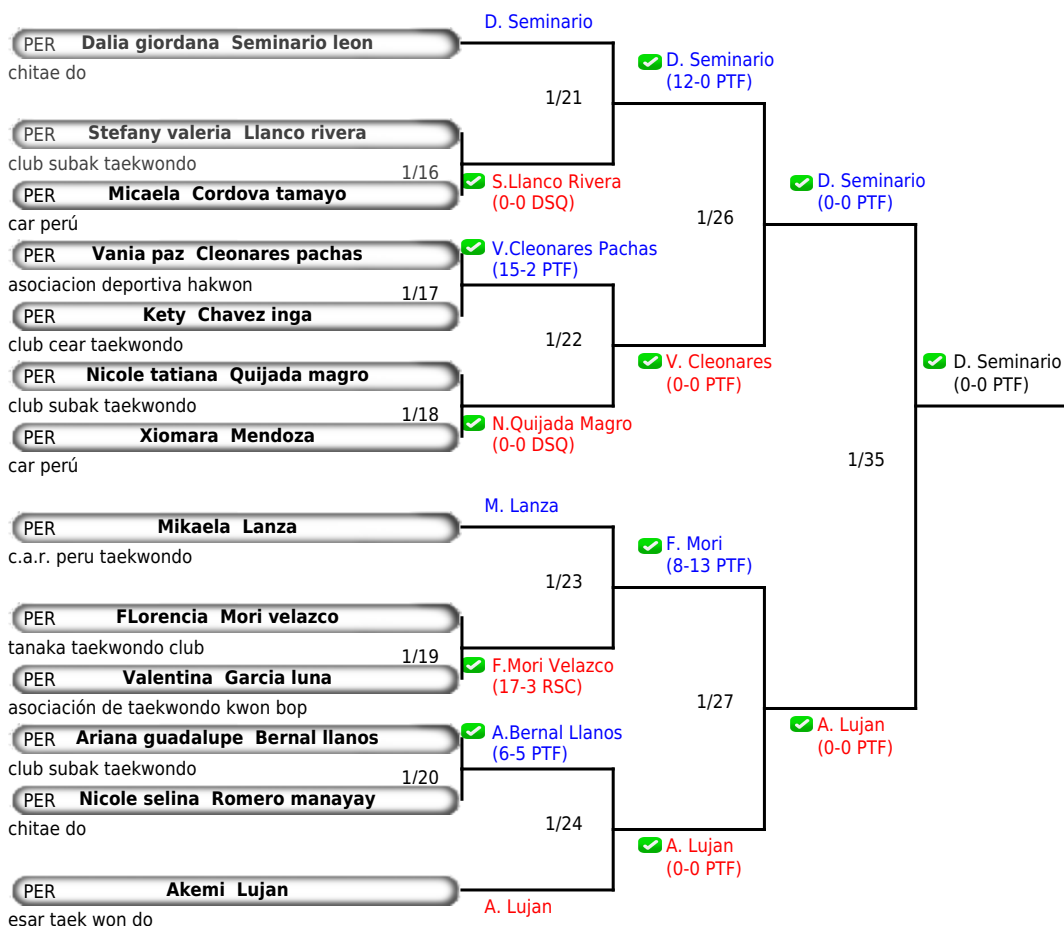 D. Seminario
PER Dalia giordana Seminario leon
chitae do
D. Seminario
(12-0 PTF)
1/21
PER Stefany valeria Llanco rivera
club subak taekwondo
1/16
PER Micaela Cordova tamayo
car perú
S.Llanco Rivera
(0-0 DSQ)
D. Seminario
(0-0 PTF)
1/26
PER Vania paz Cleonares pachas
asociacion deportiva hakwon
V.Cleonares Pachas
(15-2 PTF)
1/17
PER Kety Chavez inga
club cear taekwondo
1/22
V. Cleonares
(0-0 PTF)
D. Seminario
(0-0 PTF)
PER Nicole tatiana Quijada magro
club subak taekwondo
1/18
PER Xiomara Mendoza
car perú
N.Quijada Magro
(0-0 DSQ)
1/35
M. Lanza
PER Mikaela Lanza
c.a.r. peru taekwondo
F. Mori
(8-13 PTF)
1/23
PER FLorencia Mori velazco
tanaka taekwondo club
1/19
PER Valentina Garcia luna
asociación de taekwondo kwon bop
F.Mori Velazco
(17-3 RSC)
1/27
A. Lujan
(0-0 PTF)
PER Ariana guadalupe Bernal llanos
club subak taekwondo
A.Bernal Llanos
(6-5 PTF)
1/20
PER Nicole selina Romero manayay
chitae do
1/24
A. Lujan
(0-0 PTF)
PER Akemi Lujan
esar taek won do
A. Lujan